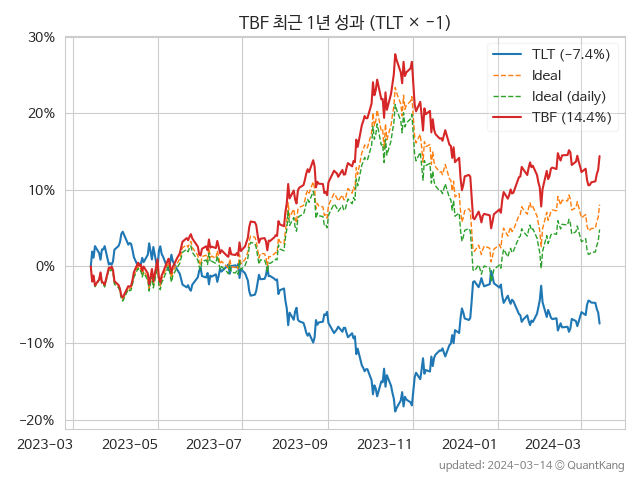 TBF 최근 1년 성과 (TLT × −1)
30%
20%
10%
0%
−10%
−20%
TLT (−7.4%)
Ideal
Ideal (daily)
TBF (14.4%)
2023-03 2023-05 2023-07 2023-09 2023-11 2024-01 2024-03
updated: 2024-03-14 ⓒ QuantKang